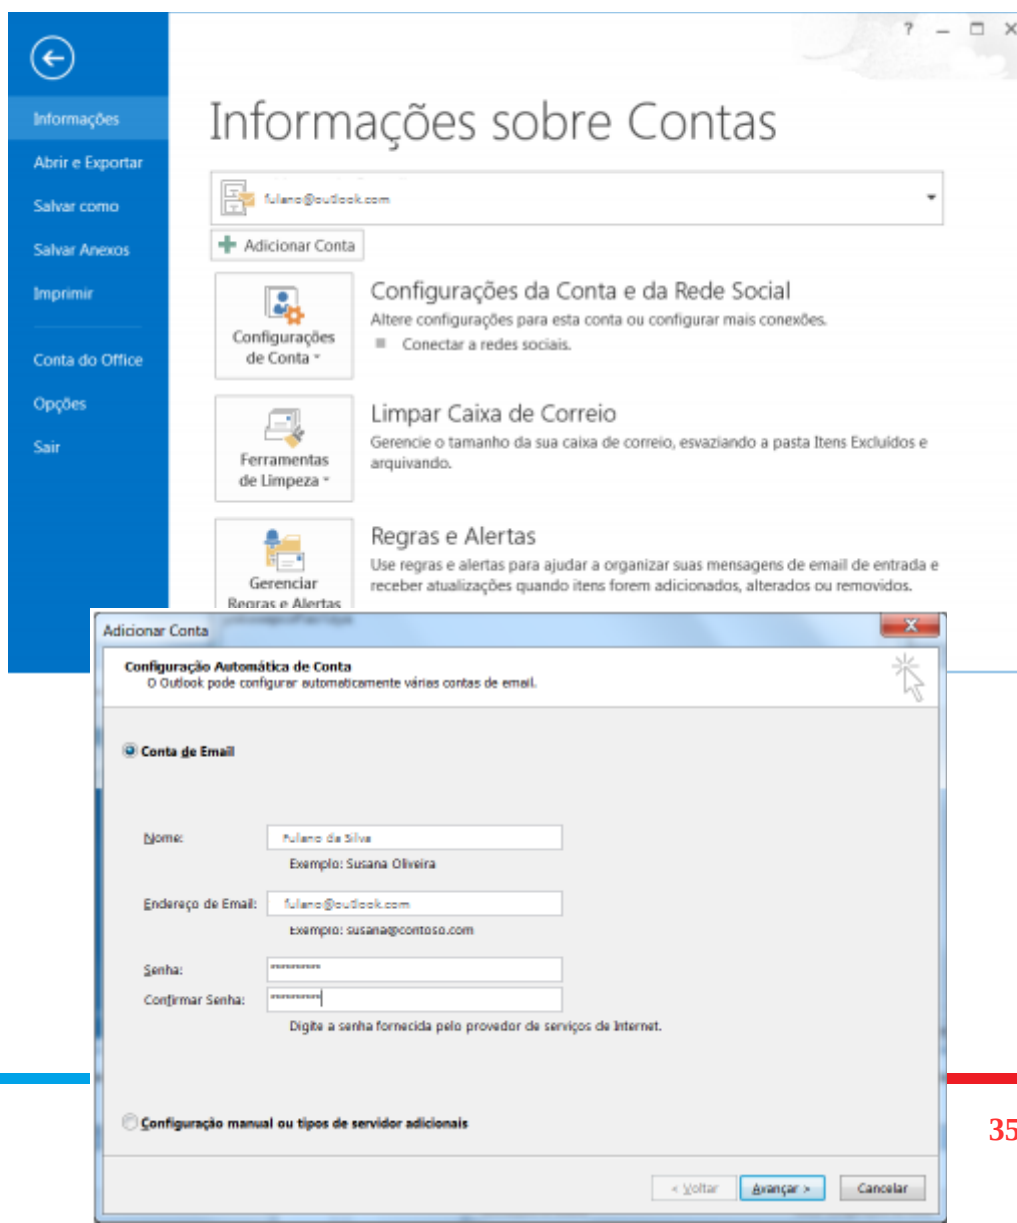 ?
Informações
Abrir e Exportar
Salvar como
Salvar Anexos
Imprimir
Conta do Office
Opções
Sair
Informações sobre Contas
fulano@outlook.com
Adicionar Conta
Configurações
de Conta
Configurações da Conta e da Rede Social
Altere configurações para esta conta ou configurar mais conexões.
Conectar a redes sociais.
Ferramentas
de Limpeza
Limpar Caixa de Correio
Gerencie o tamanho da sua caixa de correio, esvaziando a pasta Itens Excluídos e
arquivando.
Gerenciar
Regras e Alertas
Regras e Alertas
Use regras e alertas para ajudar a organizar suas mensagens de email de entrada e
receber atualizações quando itens forem adicionados, alterados ou removidos.
Adicionar Conta
Configuração Automática de Conta
O Outlook pode configurar automaticamente várias contas de email.
Conta de Email
Nome: Fulano da Silva
Exemplo: Susana Oliveira
Endereço de Email: fulano@outlook.com
Exemplo: susana@contoso.com
Senha:
Confirmar Senha:
Digite a senha fornecida pelo provedor de serviços de Internet.
Configuração manual ou tipos de servidor adicionais
35
< Voltar Avançar > Cancelar